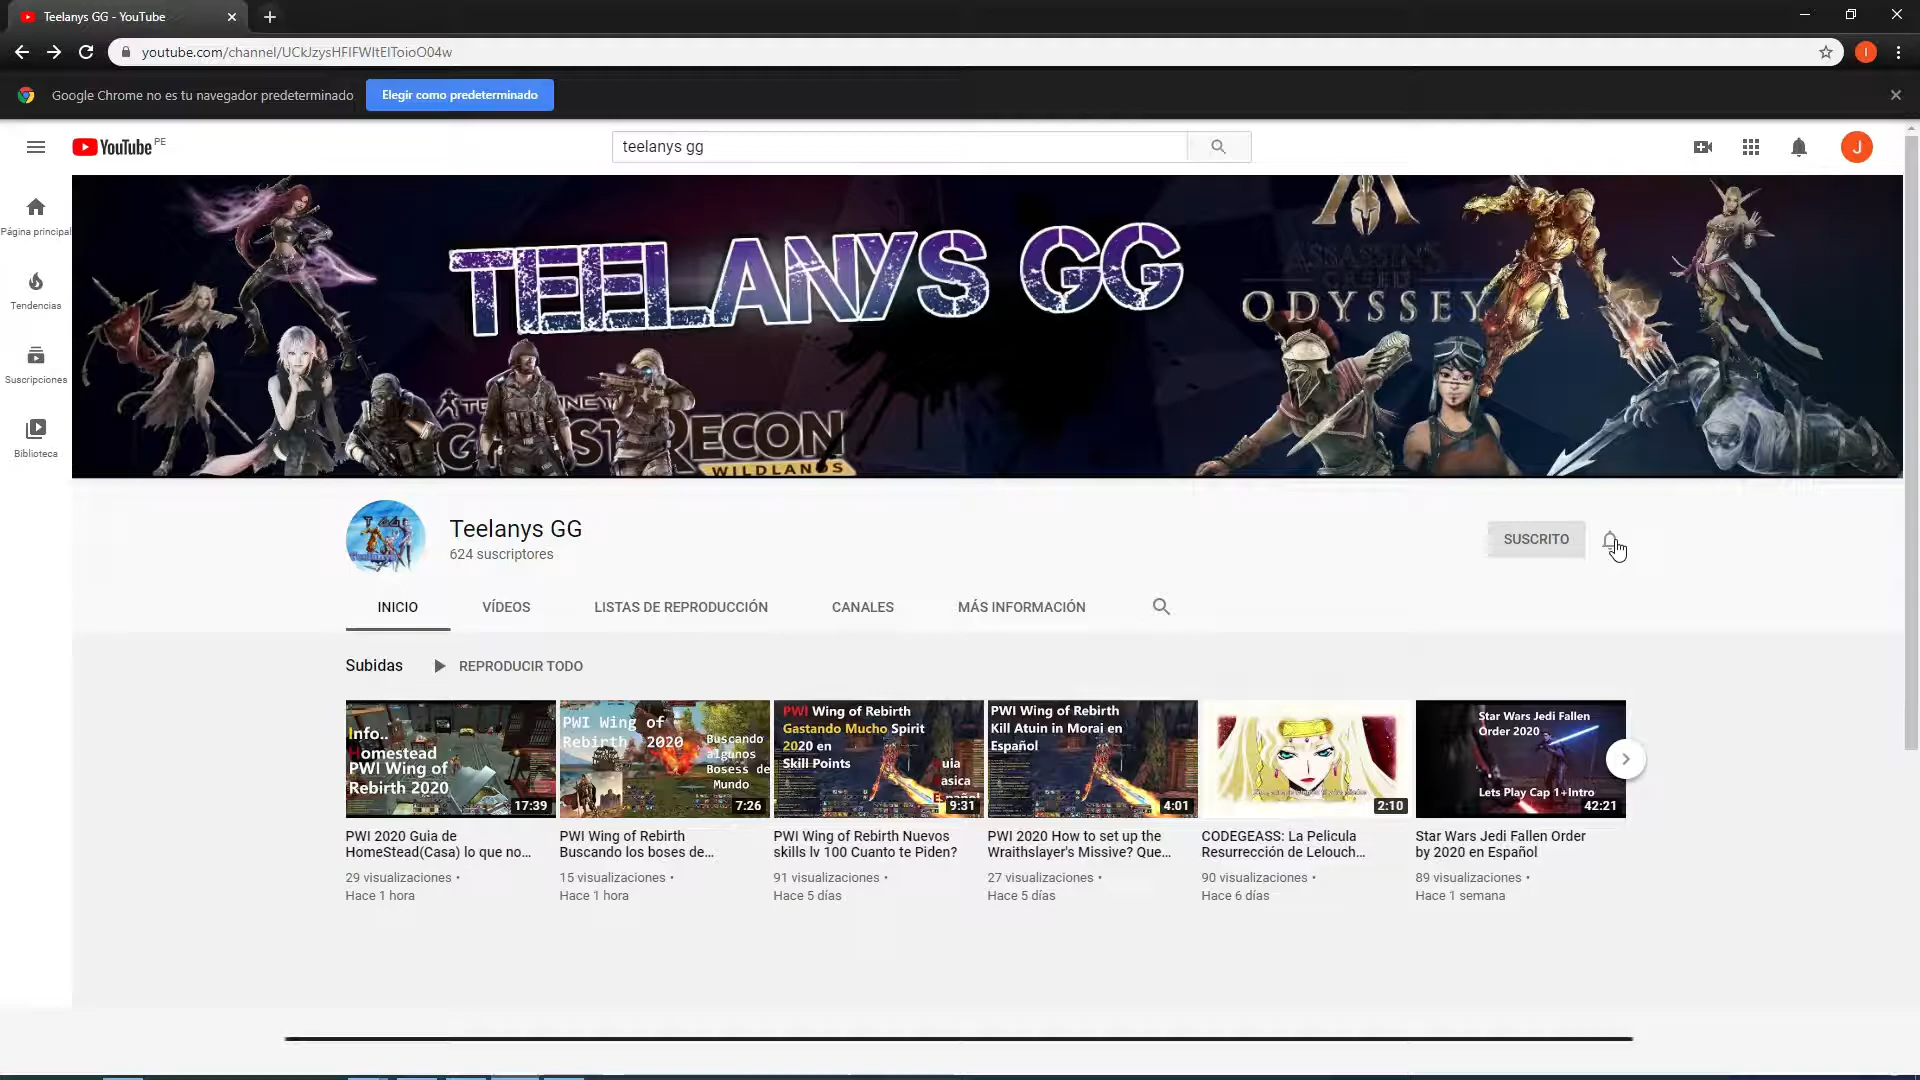 Teelanys GG - YouTube
youtube.com/channel/UCkJzysHFIFWltEIToioO04w
I
Google Chrome no es tu navegador predeterminado
Elegir como predeterminado
YouTube PE
teelanys gg
J
Página principal
Tendencias
Suscripciones
Biblioteca
TEELANYS GG
ASSASSIN'S
CREED
ODYSSEY
WILDLANDS
Teelanys GG
624 suscriptores
SUSCRITO
INICIO
VÍDEOS
LISTAS DE REPRODUCCIÓN
CANALES
MÁS INFORMACIÓN
Subidas
REPRODUCIR TODO
Info..
Homestead
PWI Wing of
Rebirth 2020
17:39
PWI Wing of
Rebirth 2020
Buscando
algunos
Bosess de
Mundo
7:26
PWI Wing of Rebirth
Gastando Mucho Spirit
2020 en
Skill Points
9:31
PWI Wing of Rebirth
Kill Atuin in Morai en
Español
4:01
2:10
Star Wars Jedi Fallen
Order 2020
Lets Play Cap 1+Intro
42:21
PWI 2020 Guia de
HomeStead(Casa) lo que no...
29 visualizaciones •
Hace 1 hora
PWI Wing of Rebirth
Buscando los boses de...
15 visualizaciones •
Hace 1 hora
PWI Wing of Rebirth Nuevos
skills lv 100 Cuanto te Piden?
91 visualizaciones •
Hace 5 días
PWI 2020 How to set up the
Wraithslayer's Missive? Que...
27 visualizaciones •
Hace 5 días
CODEGEASS: La Pelicula
Resurrección de Lelouch...
90 visualizaciones •
Hace 6 días
Star Wars Jedi Fallen Order
by 2020 en Español
89 visualizaciones •
Hace 1 semana